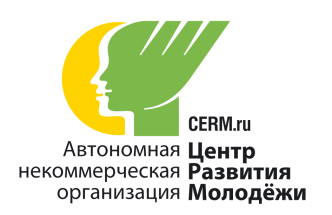 CERM.ru
Автономная Центр
некоммерческая Развития
организация Молодёжи